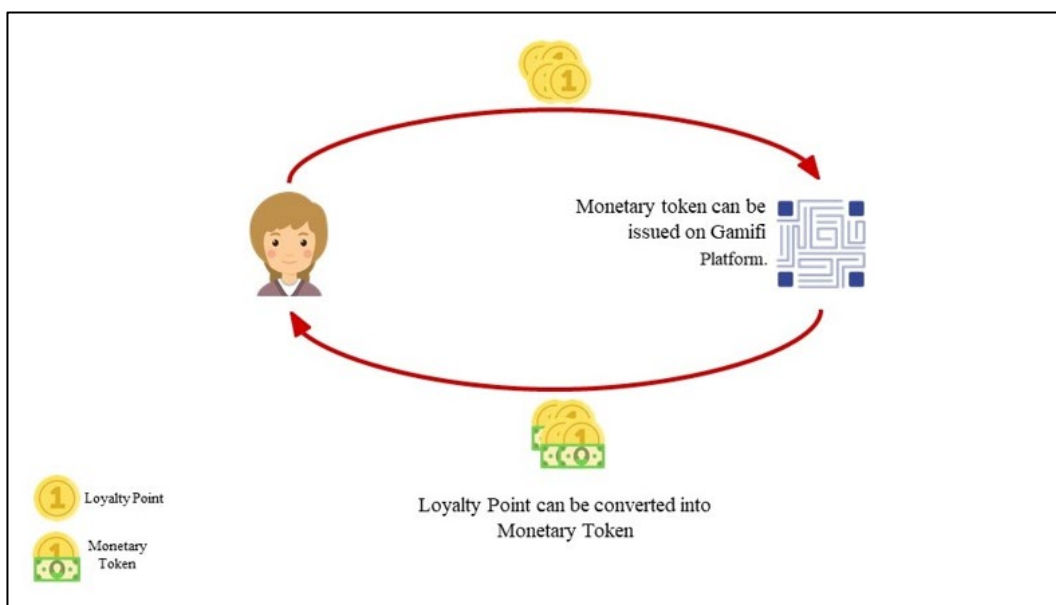 Monetary token can be
issued on Gamifi
Platform.
Loyalty Point can be converted into
Monetary Token
Loyalty Point
Monetary
Token